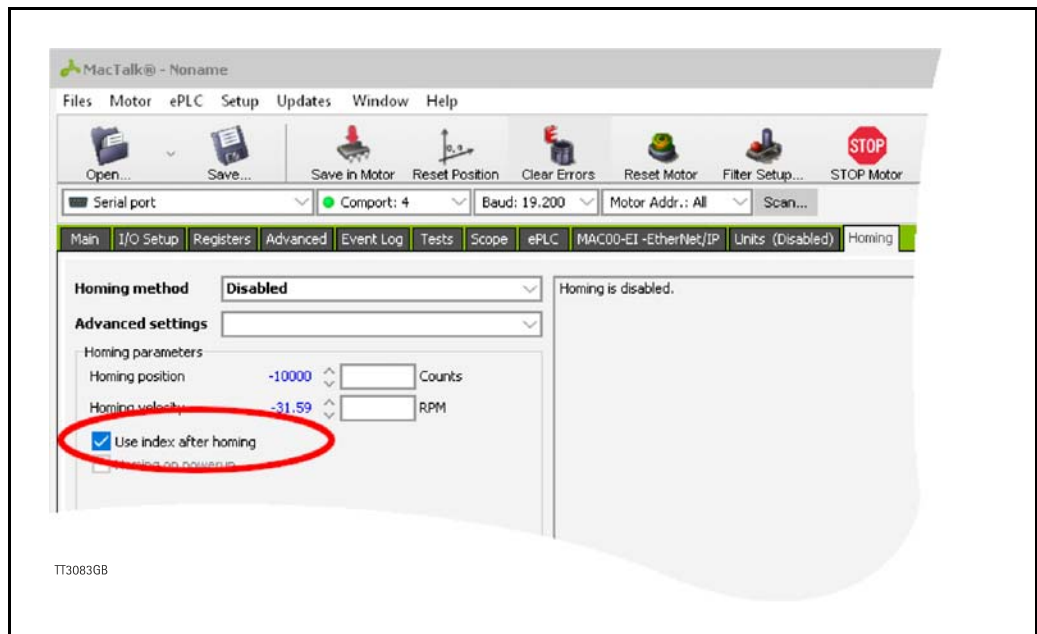 MacTalk® - Noname
Files Motor ePLC Setup Updates Window Help
Open... Save... Save in Motor Reset Position Clear Errors Reset Motor Filter Setup... STOP Motor
STOP
Serial port Comport: 4 Baud: 19.200 Motor Addr.: All Scan...
Main I/O Setup Registers Advanced Event Log Tests Scope ePLC MAC00-EI -EtherNet/IP Units (Disabled) Homing
Homing method Disabled Homing is disabled.
Advanced settings
Homing parameters
Homing position -10000 Counts
Homing velocity -31.59 RPM
Use index after homing
Homing on powerup
TT3083GB